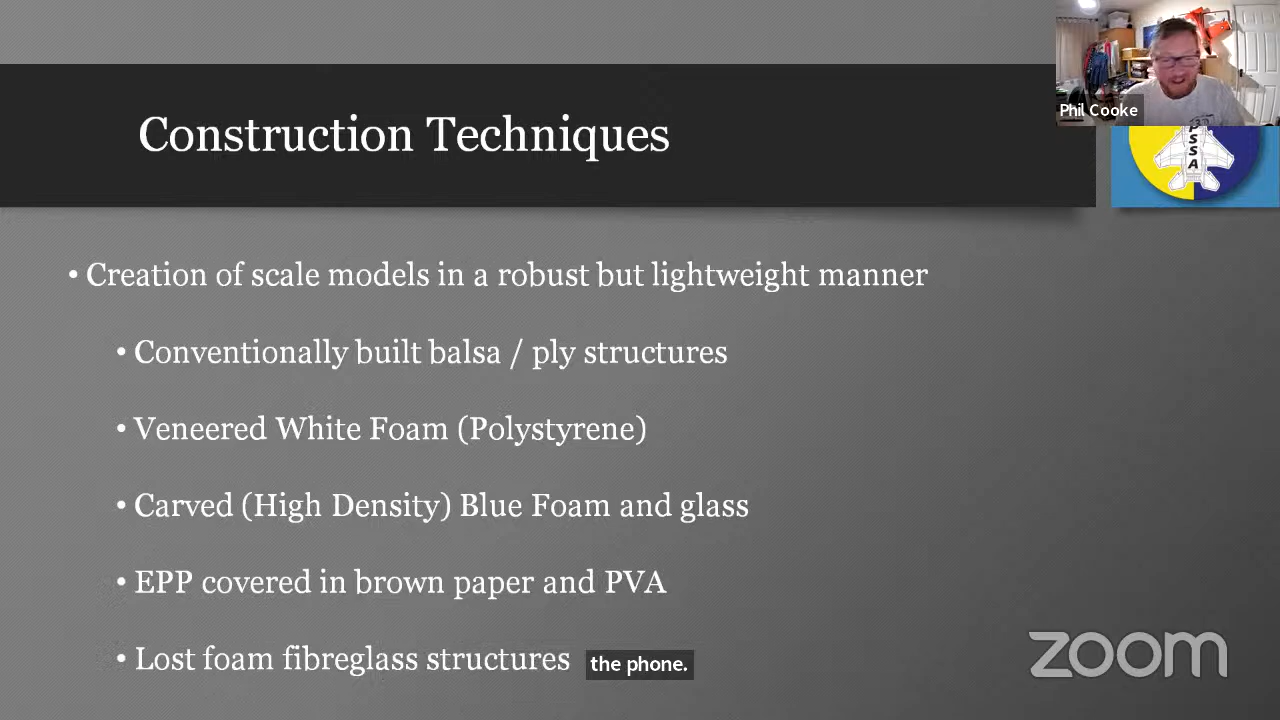 Phil Cooke
PSSA
Construction Techniques
• Creation of scale models in a robust but lightweight manner
• Conventionally built balsa / ply structures
• Veneered White Foam (Polystyrene)
• Carved (High Density) Blue Foam and glass
• EPP covered in brown paper and PVA
• Lost foam fibreglass structures
the phone.
zoom